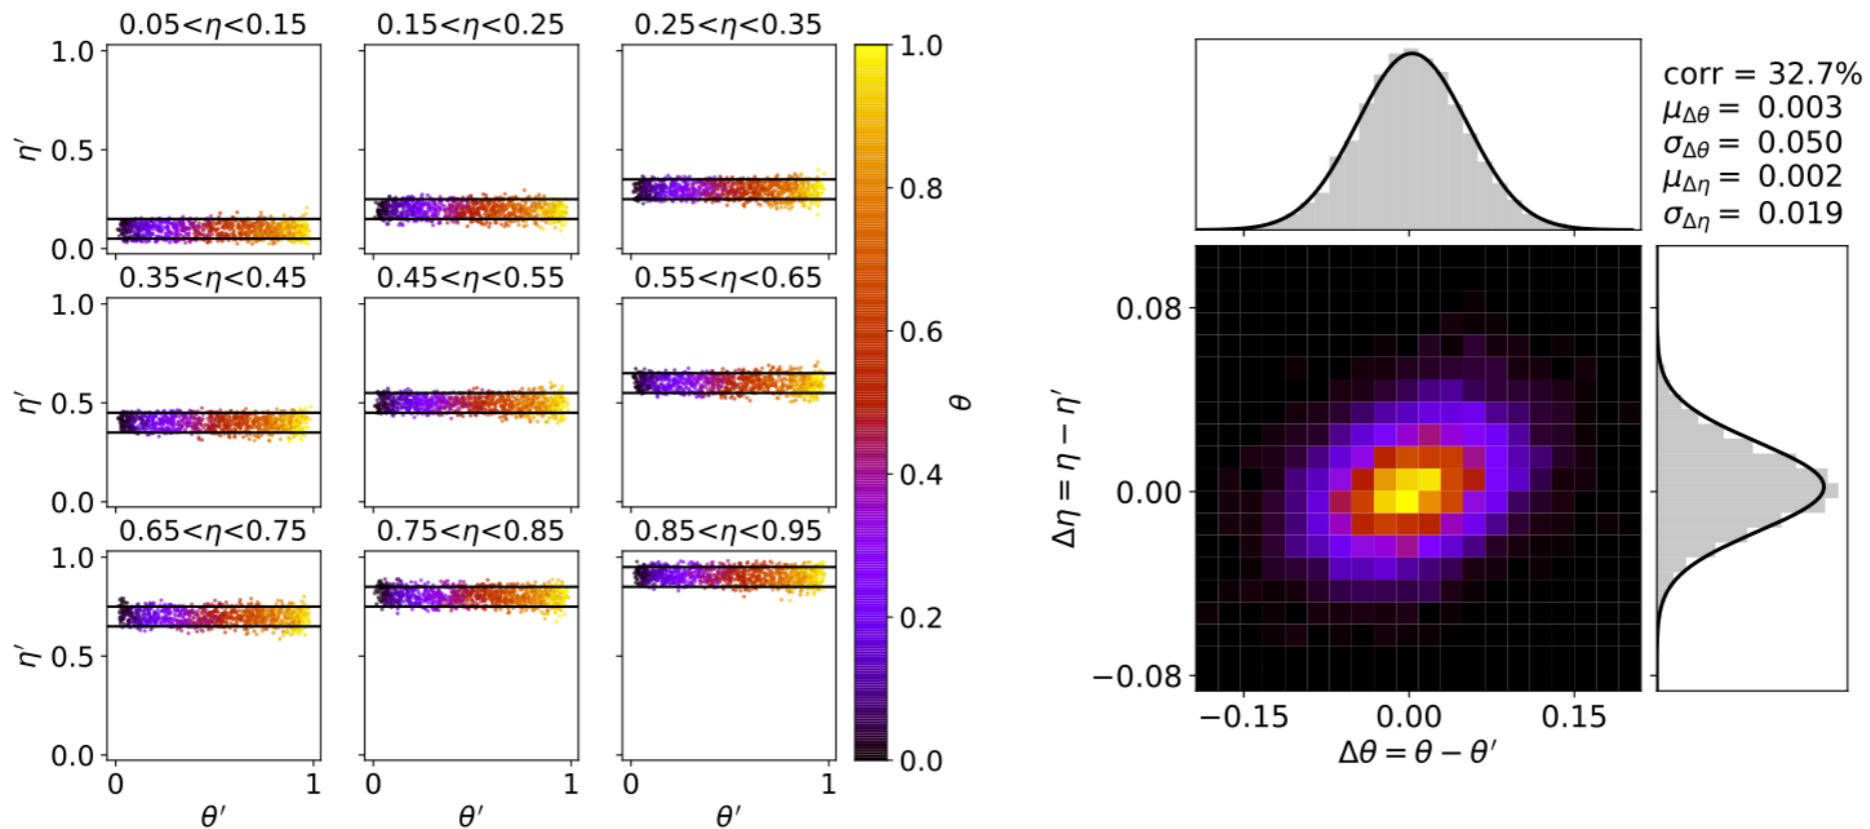 0.05<η<0.15
0.15<η<0.25
0.25<η<0.35
1.0
0.5
0.0
η′
0.35<η<0.45
0.45<η<0.55
0.55<η<0.65
1.0
0.5
0.0
η′
0.65<η<0.75
0.75<η<0.85
0.85<η<0.95
1.0
0.5
0.0
η′
0 1
0 1
0 1
θ′
θ′
θ′
1.0
0.8
0.6
0.4
0.2
0.0
θ
corr = 32.7%
μΔθ = 0.003
σΔθ = 0.050
μΔη = 0.002
σΔη = 0.019
0.08
0.00
−0.08
Δη = η − η′
−0.15 0.00 0.15
Δθ = θ − θ′